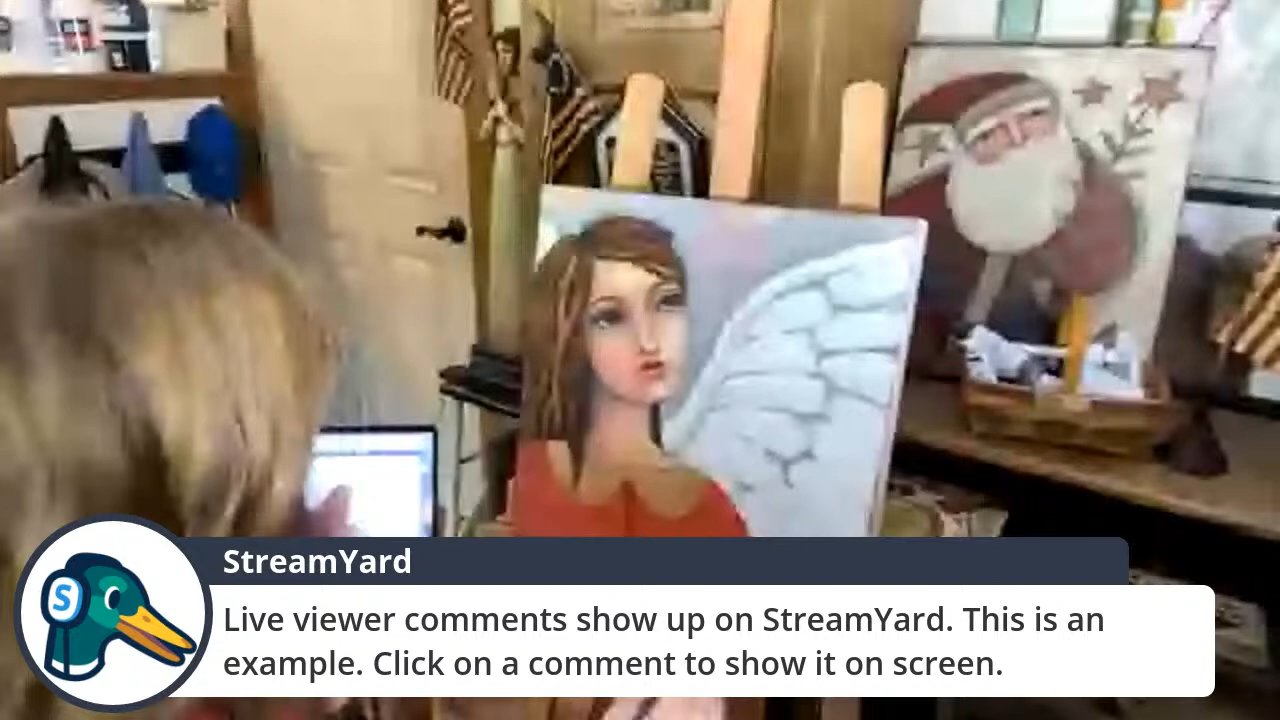 StreamYard
S
Live viewer comments show up on StreamYard. This is an
example. Click on a comment to show it on screen.